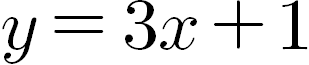 y = 3x + 1